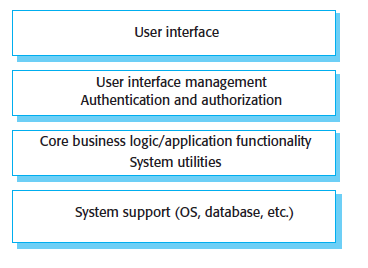 User interface
User interface management
Authentication and authorization
Core business logic/application functionality
System utilities
System support (OS, database, etc.)